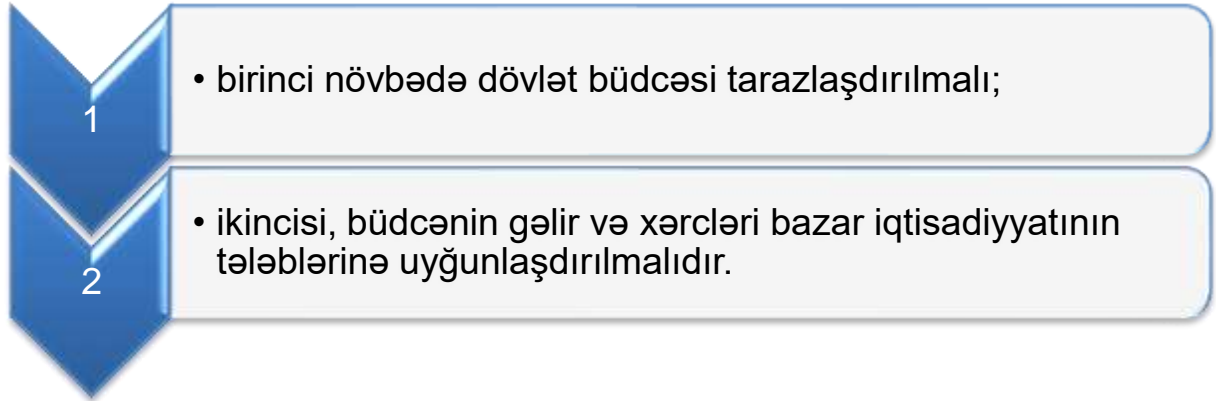 1
• birinci növbədə dövlət büdcəsi tarazlaşdırılmalı;
2
• ikincisi, büdcənin gəlir və xərcləri bazar iqtisadiyyatının
tələblərinə uyğunlaşdırılmalıdır.